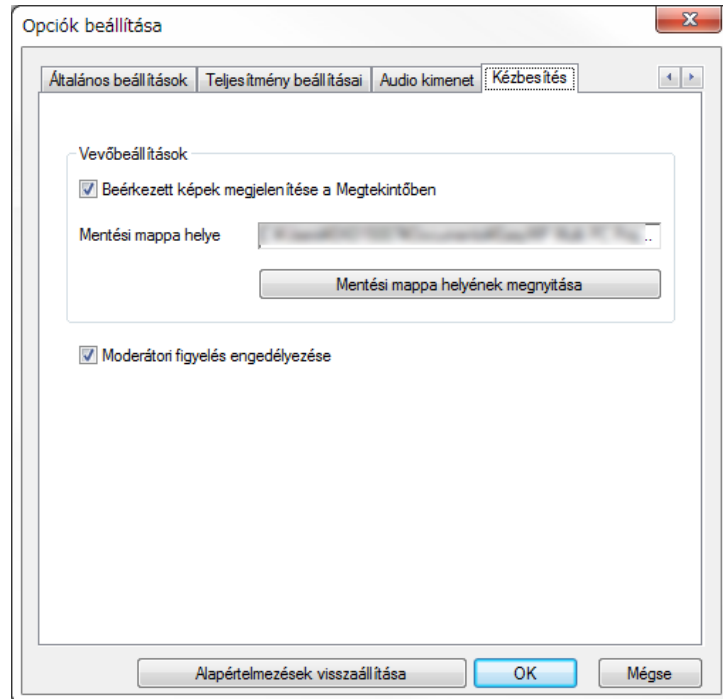 Opciók beállítása
Általános beállítások Teljesítmény beállításai Audio kimenet Kézbesítés
Vevőbeállítások
Beérkezett képek megjelenítése a Megtekintőben
Mentési mappa helye
Mentési mappa helyének megnyitása
Moderátori figyelés engedélyezése
Alapértelmezések visszaállítása OK Mégse